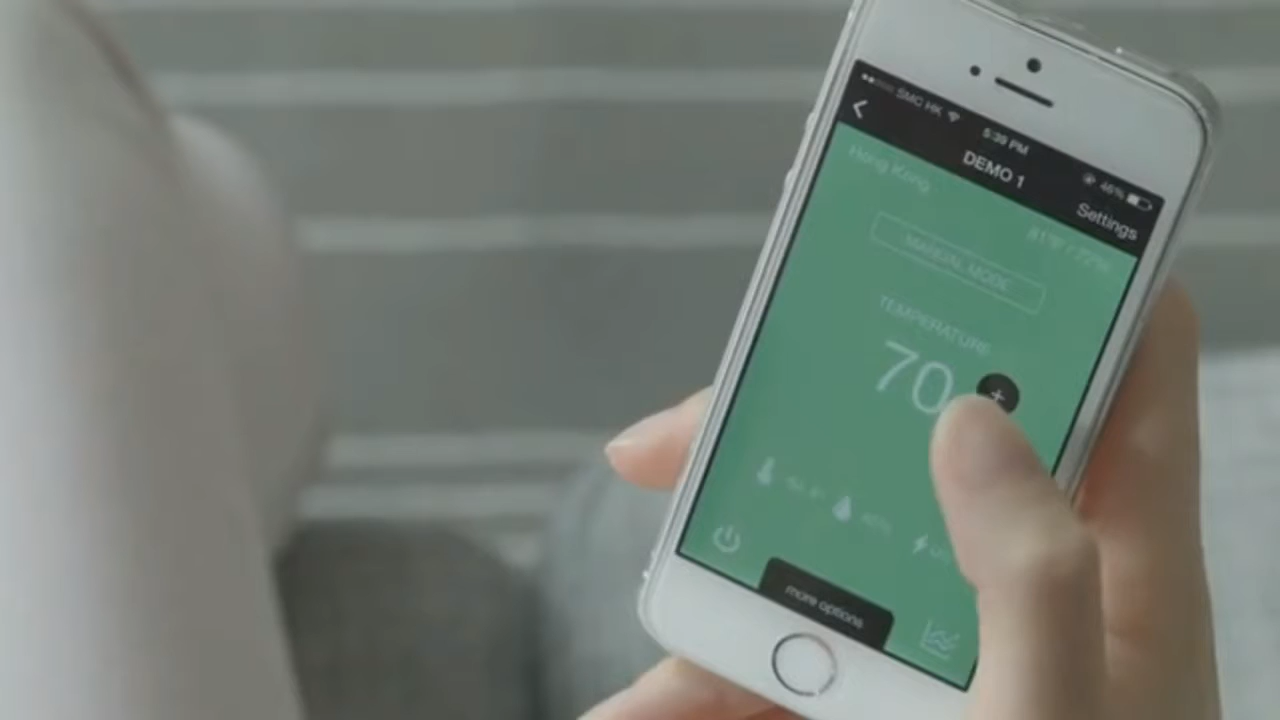 SMC HK
5:39 PM
46%
DEMO 1
Settings
Hong Kong
MANUAL MODE
TEMPERATURE
70
+
more options